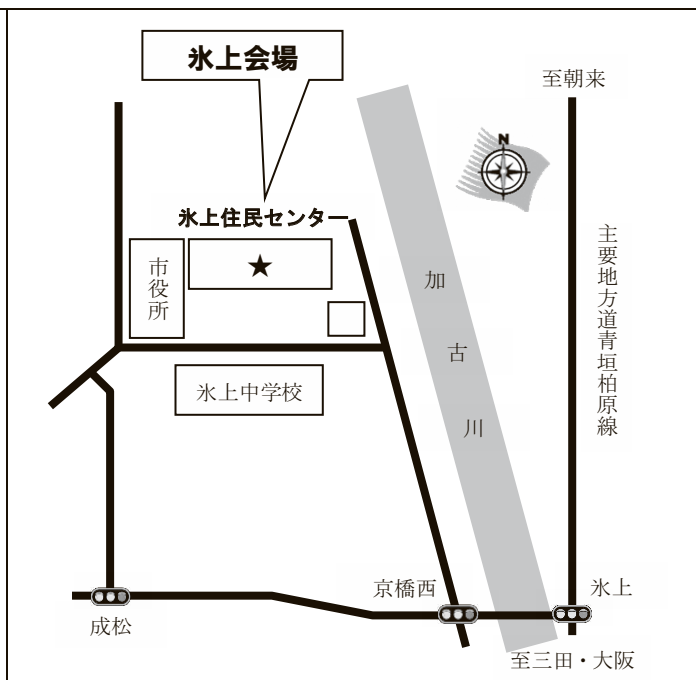 氷上会場
至朝来
N
氷上住民センター
市役所
★
加古川
主要地方道青垣柏原線
氷上中学校
京橋西
氷上
成松
至三田・大阪